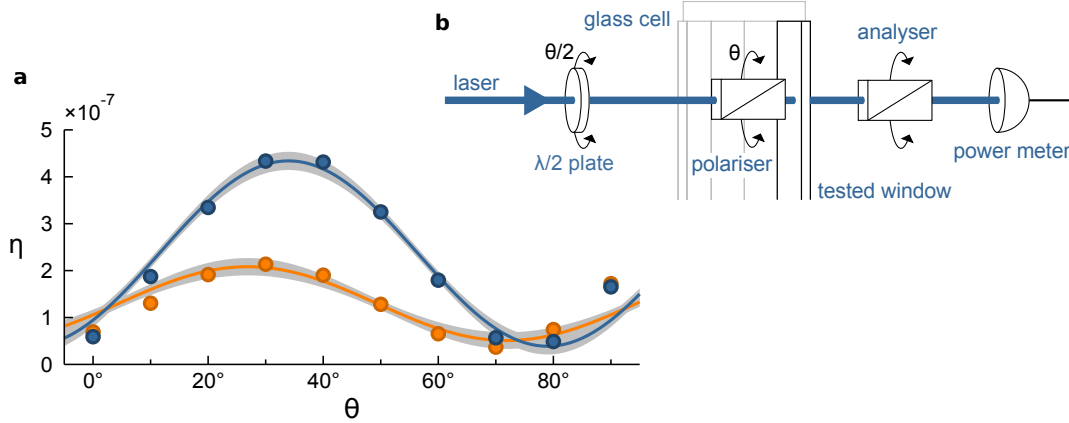 a
×10⁻⁷
5
4
3
2
1
0
η
0°
20°
40°
60°
80°
θ
b
glass cell
θ/2
θ
analyser
laser
λ/2 plate
polariser
power meter
tested window